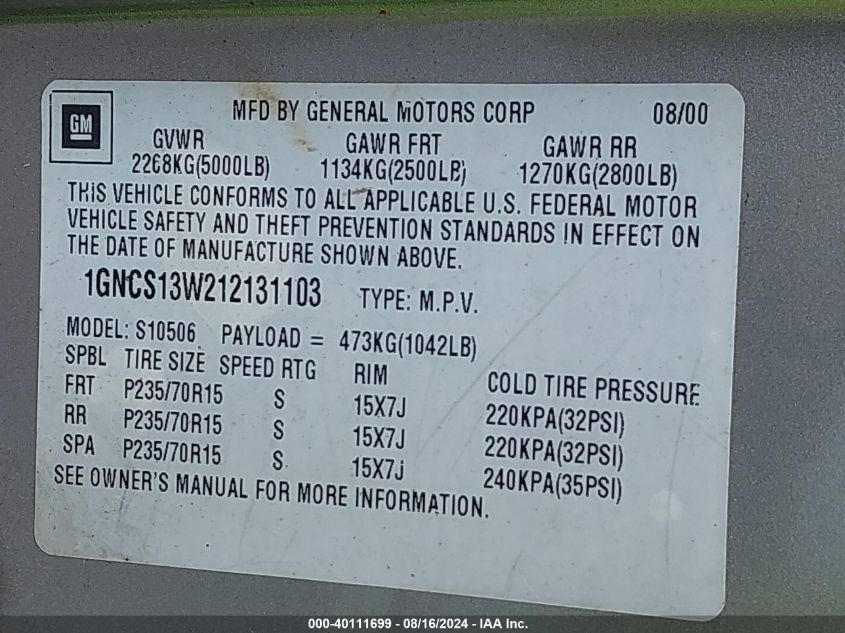 GM
MFD BY GENERAL MOTORS CORP 08/00
GVWR GAWR FRT GAWR RR
2268KG(5000LB) 1134KG(2500LB) 1270KG(2800LB)
THIS VEHICLE CONFORMS TO ALL APPLICABLE U.S. FEDERAL MOTOR
VEHICLE SAFETY AND THEFT PREVENTION STANDARDS IN EFFECT ON
THE DATE OF MANUFACTURE SHOWN ABOVE.
1GNCS13W212131103 TYPE: M.P.V.
MODEL: S10506 PAYLOAD = 473KG(1042LB)
SPBL TIRE SIZE SPEED RTG RIM COLD TIRE PRESSURE
FRT P235/70R15 S 15X7J 220KPA(32PSI)
RR P235/70R15 S 15X7J 220KPA(32PSI)
SPA P235/70R15 S 15X7J 240KPA(35PSI)
SEE OWNER'S MANUAL FOR MORE INFORMATION.
000-40111699 - 08/16/2024 - IAA Inc.